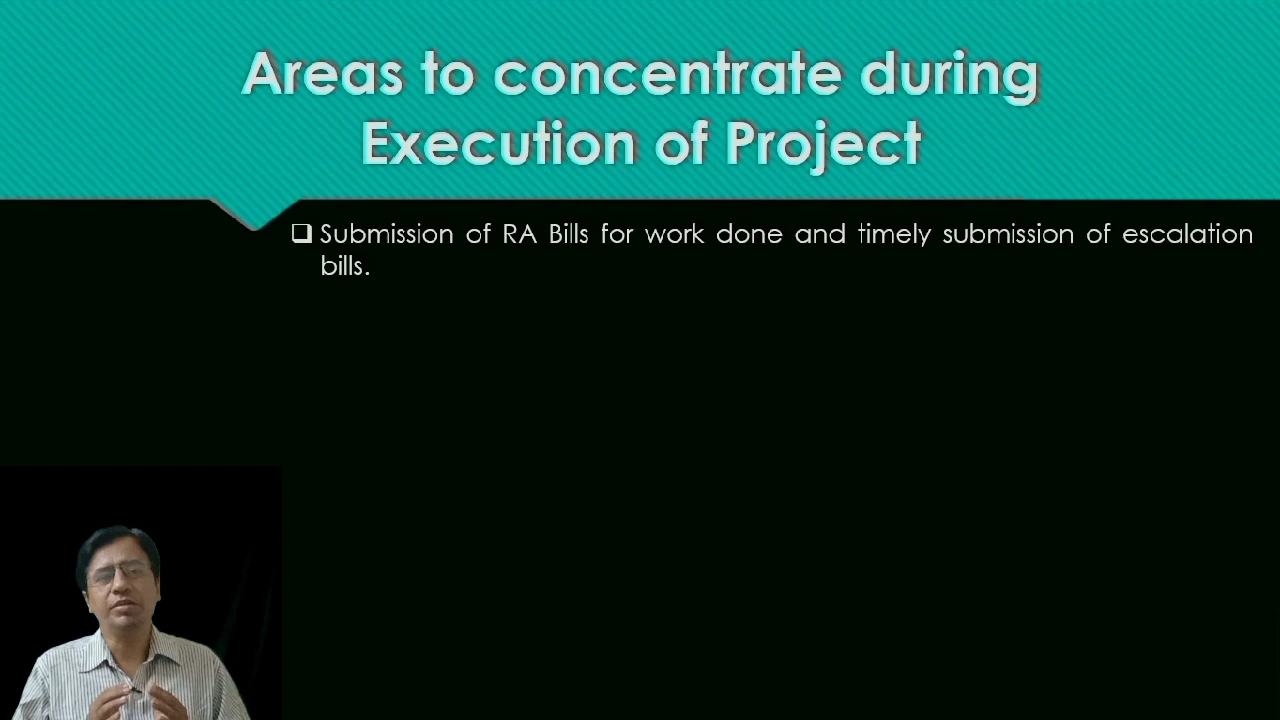 Areas to concentrate during
Execution of Project
Submission of RA Bills for work done and timely submission of escalation
bills.